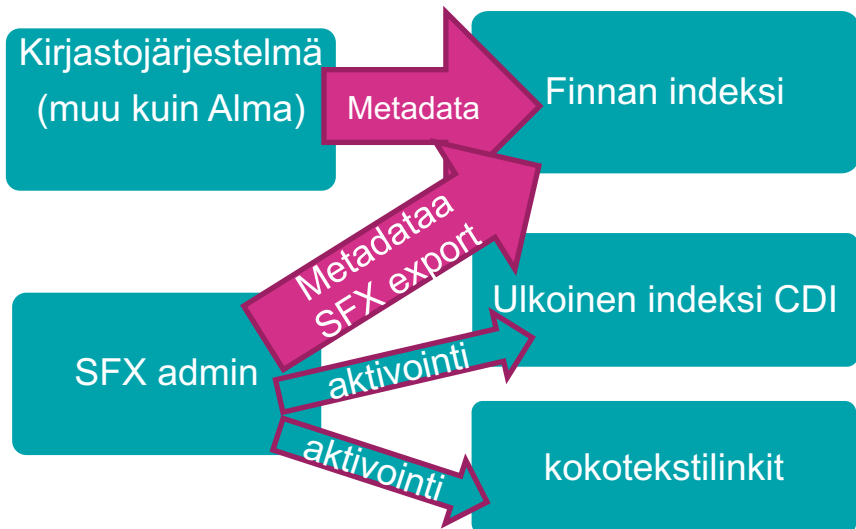 Kirjastojärjestelmä
(muu kuin Alma)
Metadata
Finnan indeksi
Metadataa
SFX export
Ulkoinen indeksi CDI
SFX admin
aktivointi
aktivointi
kokotekstilinkit